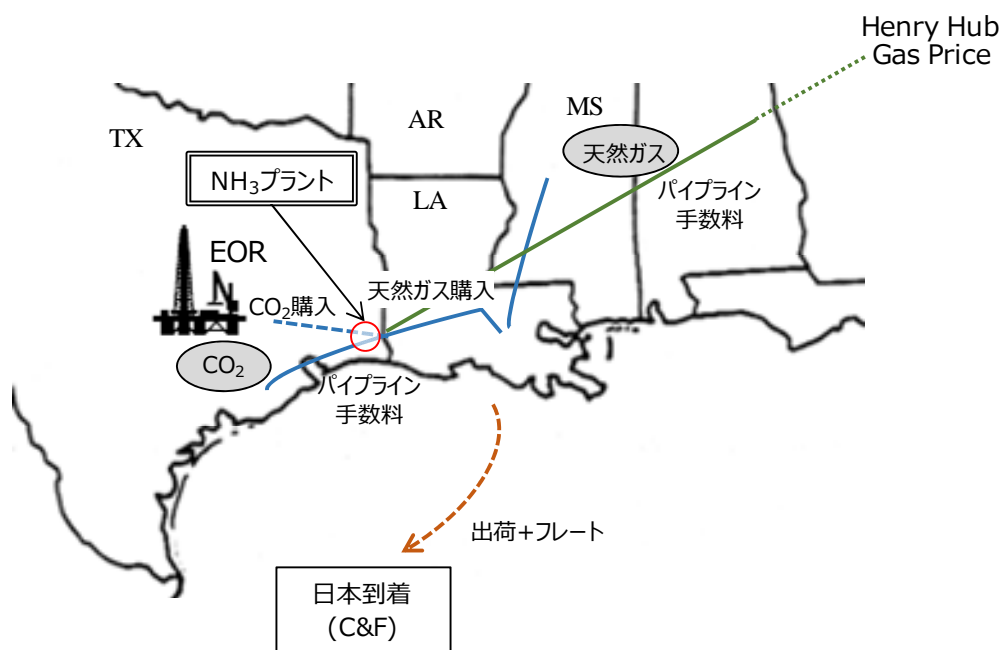 Henry Hub
Gas Price
MS
AR
TX
天然ガス
NH₃プラント
LA
パイプライン
手数料
EOR
天然ガス購入
CO₂購入
CO₂
パイプライン
手数料
出荷+フレート
日本到着
(C&F)